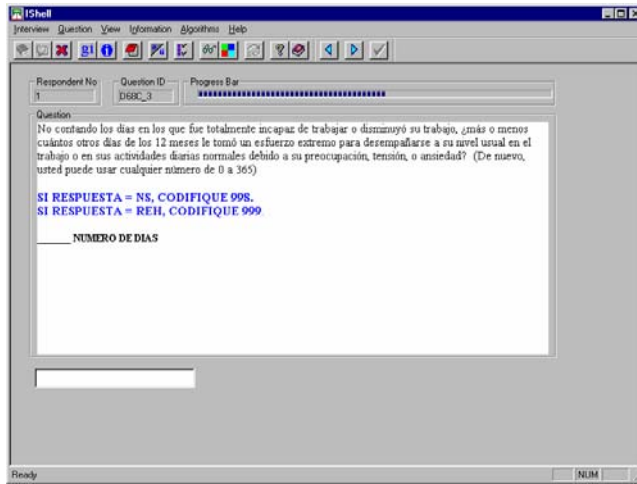 IShell
Interview Question View Information Algorithms Help
Respondent No
Question ID
Progress Bar
1
D68C_3
Question
No contando los días en los que fue totalmente incapaz de trabajar o disminuyó su trabajo, ¿más o menos
cuántos otros días de los 12 meses le tomó un esfuerzo extremo para desempañarse a su nivel usual en el
trabajo o en sus actividades diarias normales debido a su preocupación, tensión, o ansiedad? (De nuevo,
usted puede usar cualquier número de 0 a 365)
SI RESPUESTA = NS, CODIFIQUE 998.
SI RESPUESTA = REH, CODIFIQUE 999
______ NUMERO DE DIAS
Ready
NUM